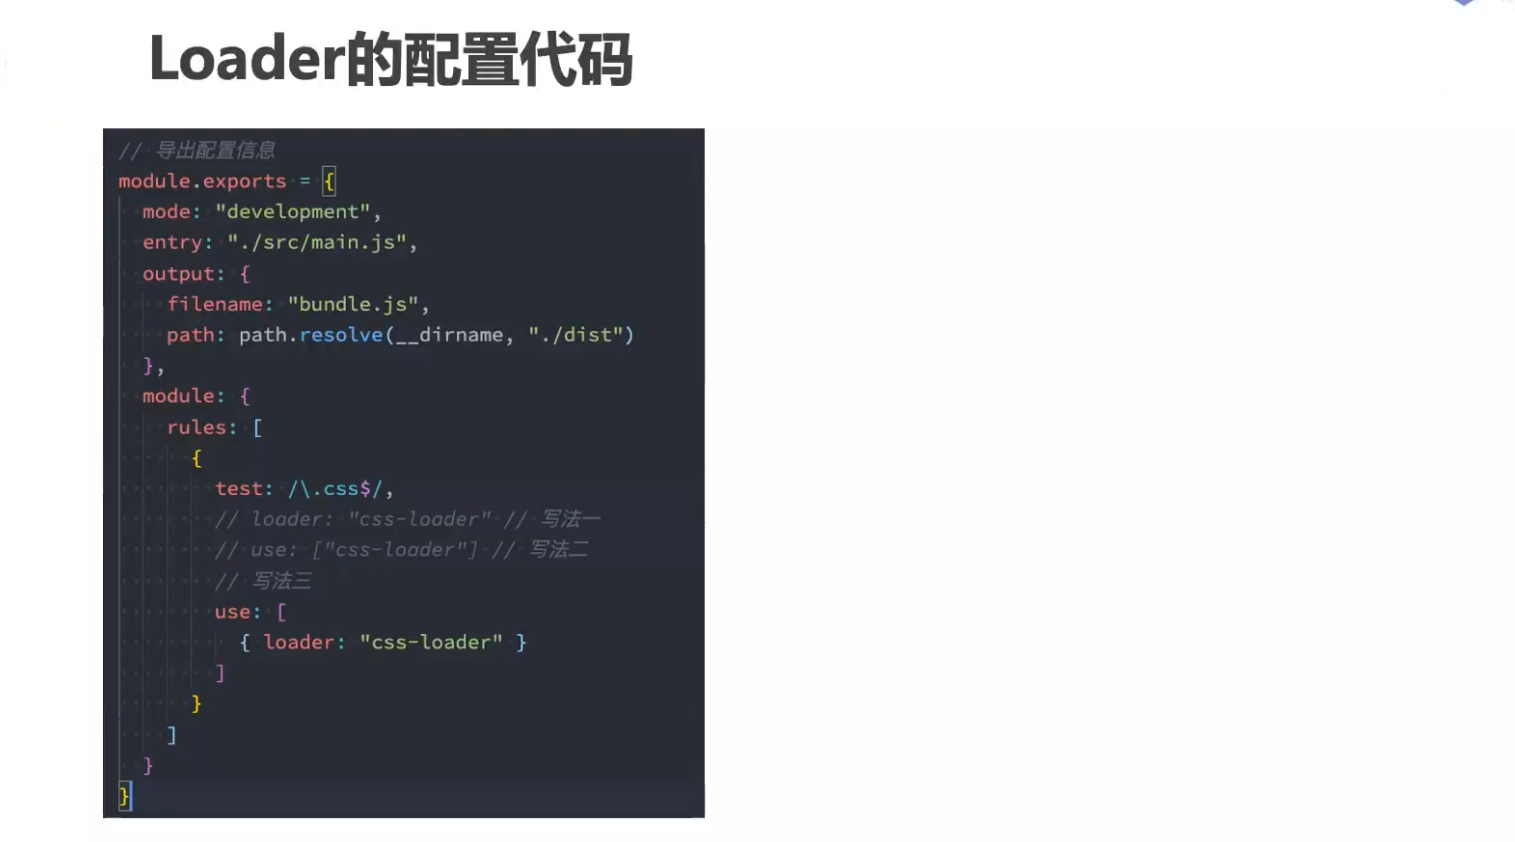 Loader的配置代码
// 导出配置信息
module.exports = {
  mode: "development",
  entry: "./src/main.js",
  output: {
    filename: "bundle.js",
    path: path.resolve(__dirname, "./dist")
  },
  module: {
    rules: [
      {
        test: /\.css$/,
        // loader: "css-loader" // 写法一
        // use: ["css-loader"] // 写法二
        // 写法三
        use: [
          { loader: "css-loader" }
        ]
      }
    ]
  }
}